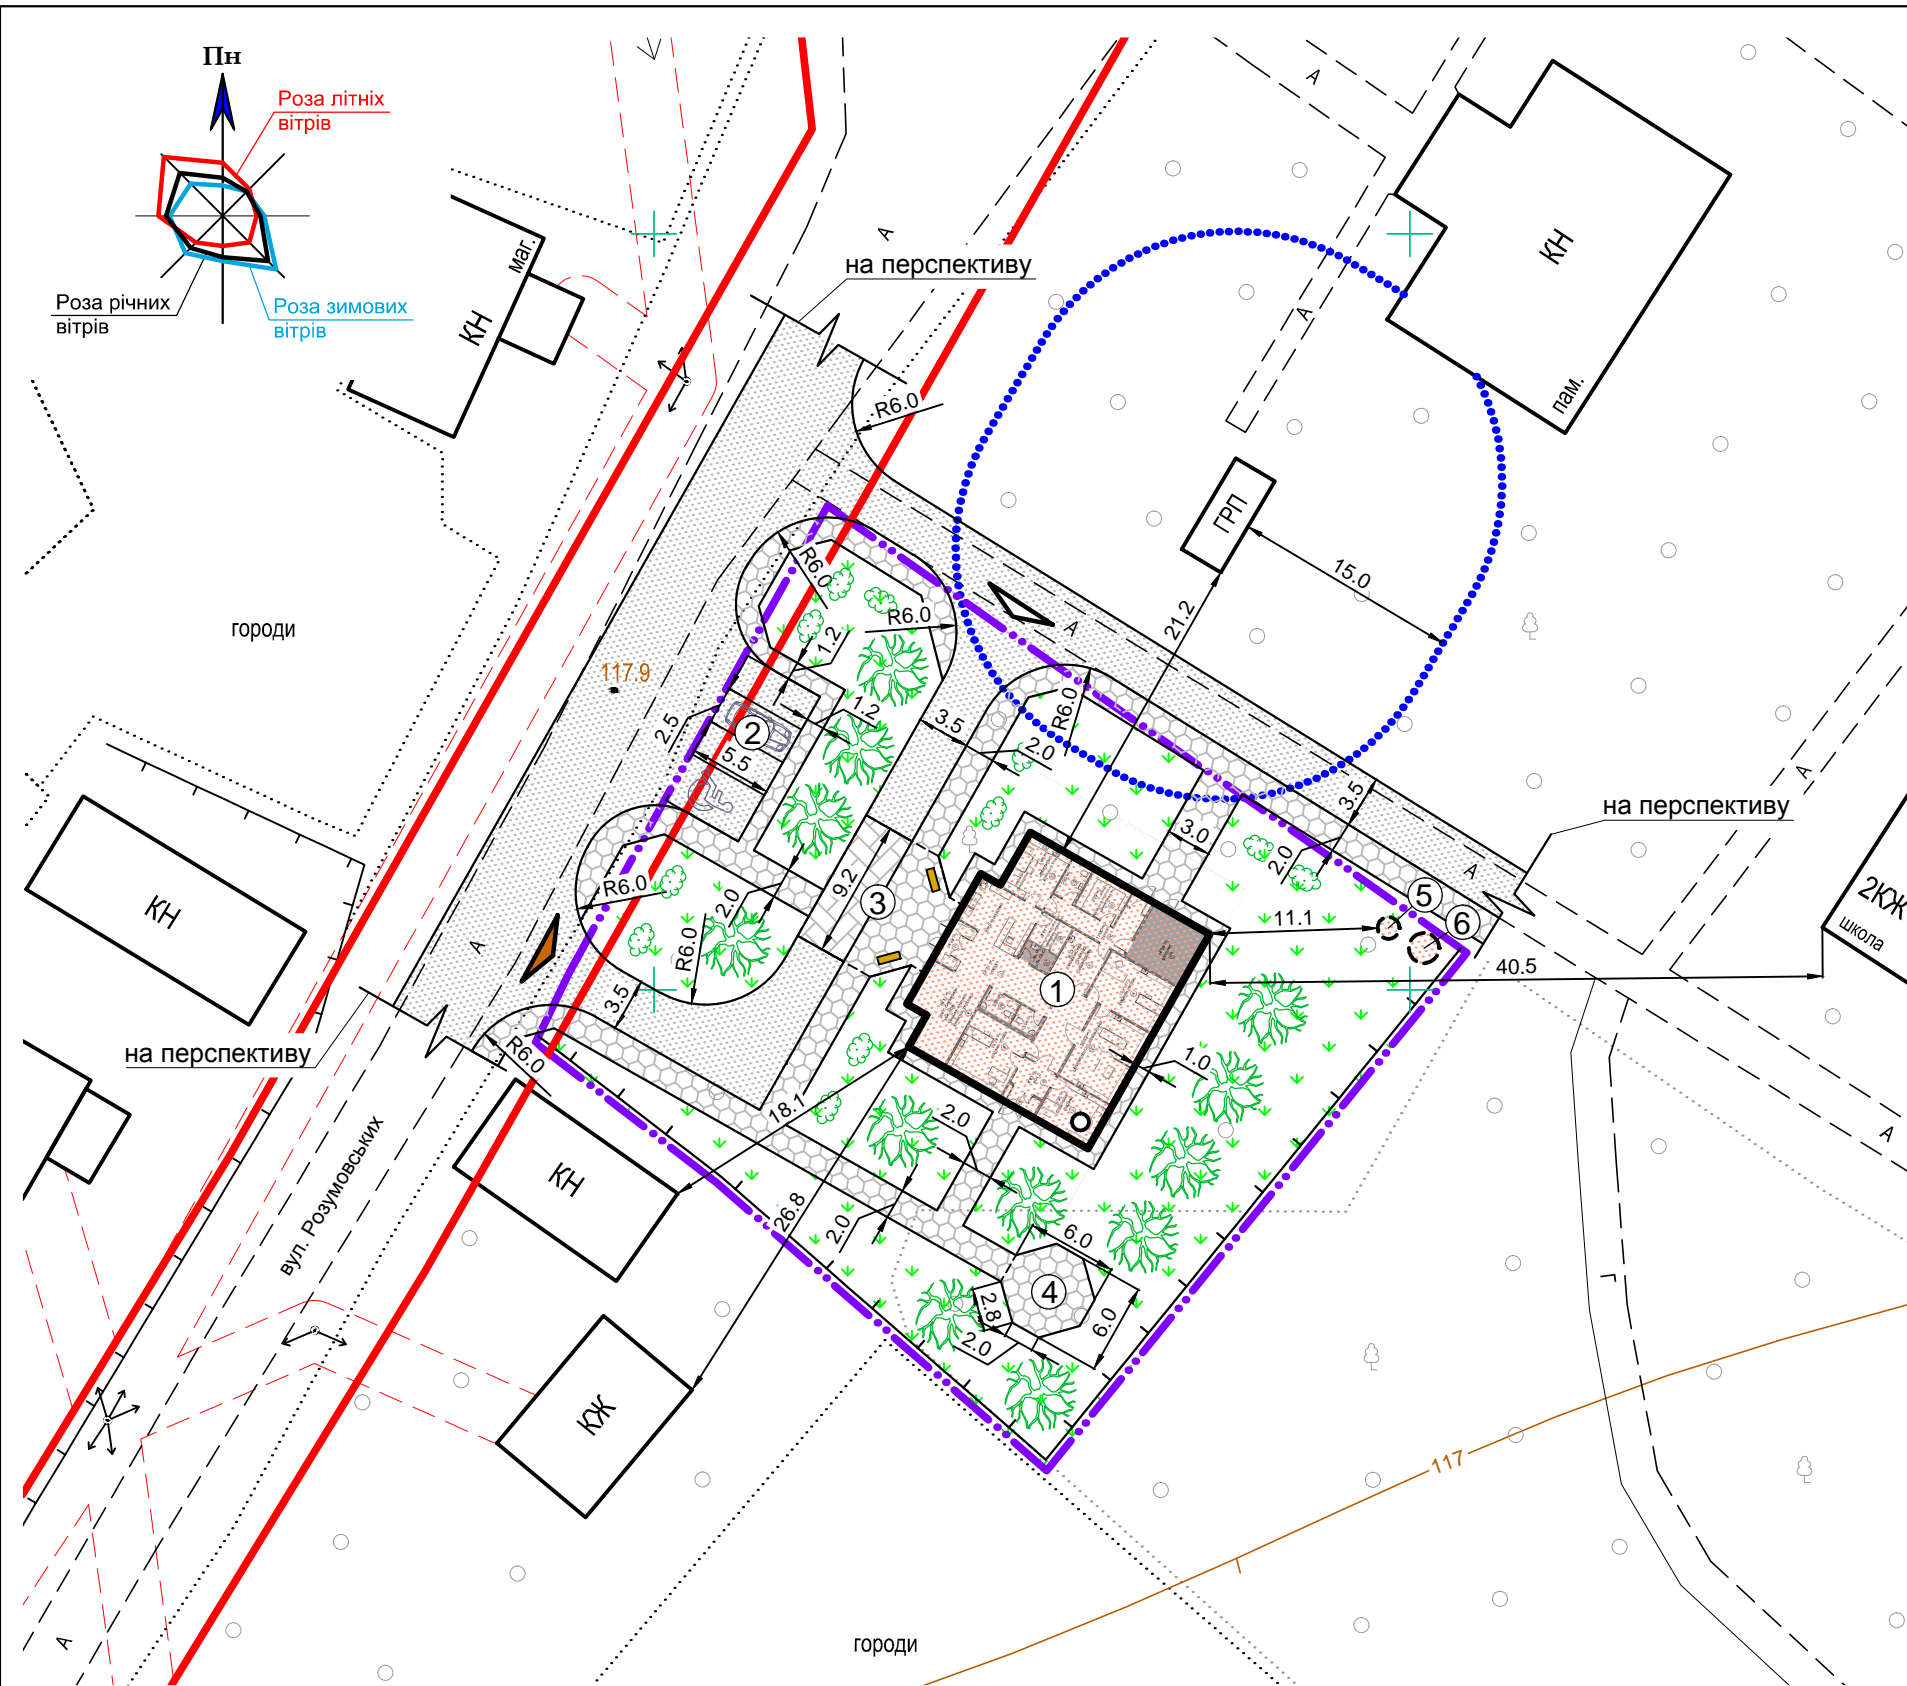 Пн
Роза літніх
вітрів
Роза річних
вітрів
Роза зимових
вітрів
маг.
КН
А
на перспективу
А
А
КН
пам.
R6.0
ГРП
15.0
21.2
городи
117.9
R6.0
R6.0
1.2
1.2
2.5
2
5.5
3.5
2.0
R6.0
А
3.0
3.5
2.0
А
на перспективу
А
2КЖ
школа
КН
R6.0
2.0
9.2
3
R6.0
3.5
А
5
6
11.1
40.5
1
1.0
на перспективу
R6.0
18.1
2.0
КН
вул. Розумовських
26.8
2.0
6.0
4
2.8
2.0
6.0
А
КЖ
117
А
городи